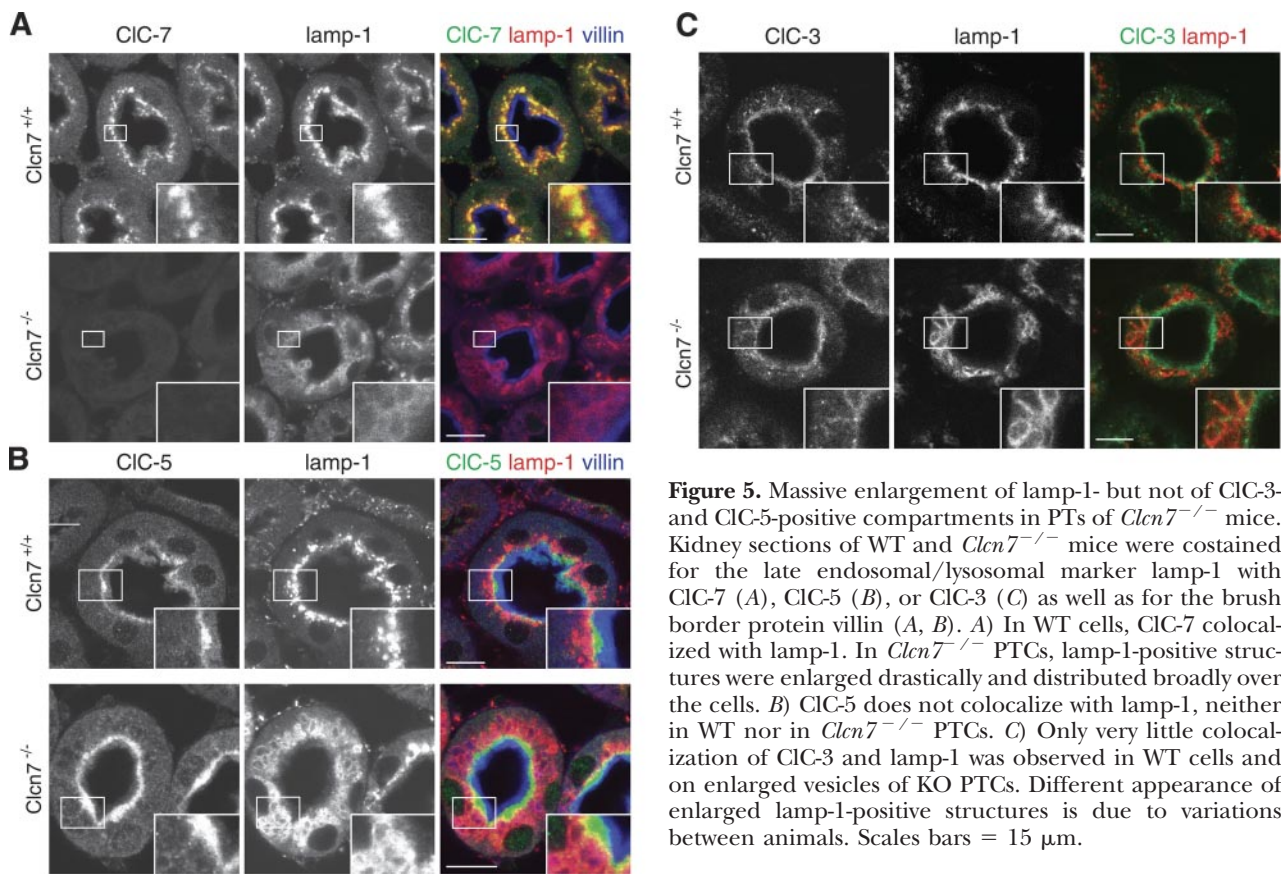 A
ClC-7
lamp-1
ClC-7 lamp-1 villin
Clcn7+/+
Clcn7-/-
B
ClC-5
lamp-1
ClC-5 lamp-1 villin
Clcn7+/+
Clcn7-/-
C
ClC-3
lamp-1
ClC-3 lamp-1
Clcn7+/+
Clcn7-/-
Figure 5. Massive enlargement of lamp-1- but not of ClC-3-
and ClC-5-positive compartments in PTs of Clcn7−/− mice.
Kidney sections of WT and Clcn7−/− mice were costained
for the late endosomal/lysosomal marker lamp-1 with
ClC-7 (A), ClC-5 (B), or ClC-3 (C) as well as for the brush
border protein villin (A, B). A) In WT cells, ClC-7 colocal-
ized with lamp-1. In Clcn7−/− PTCs, lamp-1-positive struc-
tures were enlarged drastically and distributed broadly over
the cells. B) ClC-5 does not colocalize with lamp-1, neither
in WT nor in Clcn7−/− PTCs. C) Only very little colocal-
ization of ClC-3 and lamp-1 was observed in WT cells and
on enlarged vesicles of KO PTCs. Different appearance of
enlarged lamp-1-positive structures is due to variations
between animals. Scales bars = 15 μm.